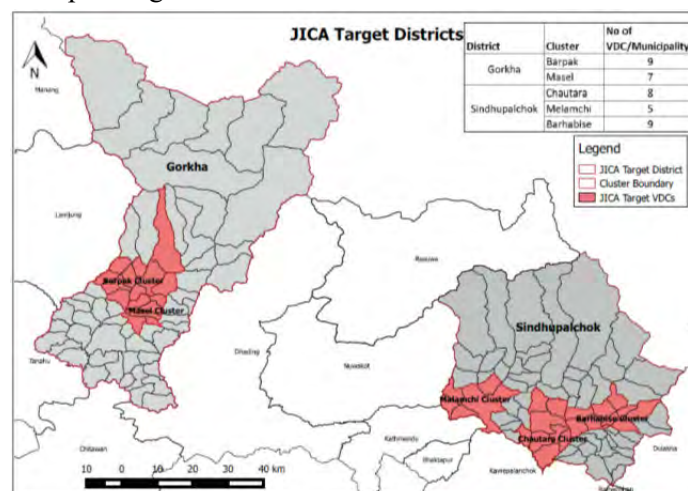 JICA Target Districts
District Cluster No of VDC/Municipality
Gorkha Barpak 9
Masel 7
Sindhupalchok Chautara 8
Melamchi 5
Barhabise 9
Legend
JICA Target District
Cluster Boundary
JICA Target VDCs
N
Manang
Gorkha
Lamjung
Barpak Cluster
Masel Cluster
Rasuwa
Sindhupalchok
Tanahu
Dhading
Nuwakot
Malamchi Cluster
Barhabise Cluster
Chautara Cluster
Chitawan
Kathmandu
Bhaktapur
Kavrepalanchok
Dolakha
10 0 10 20 30 40 km